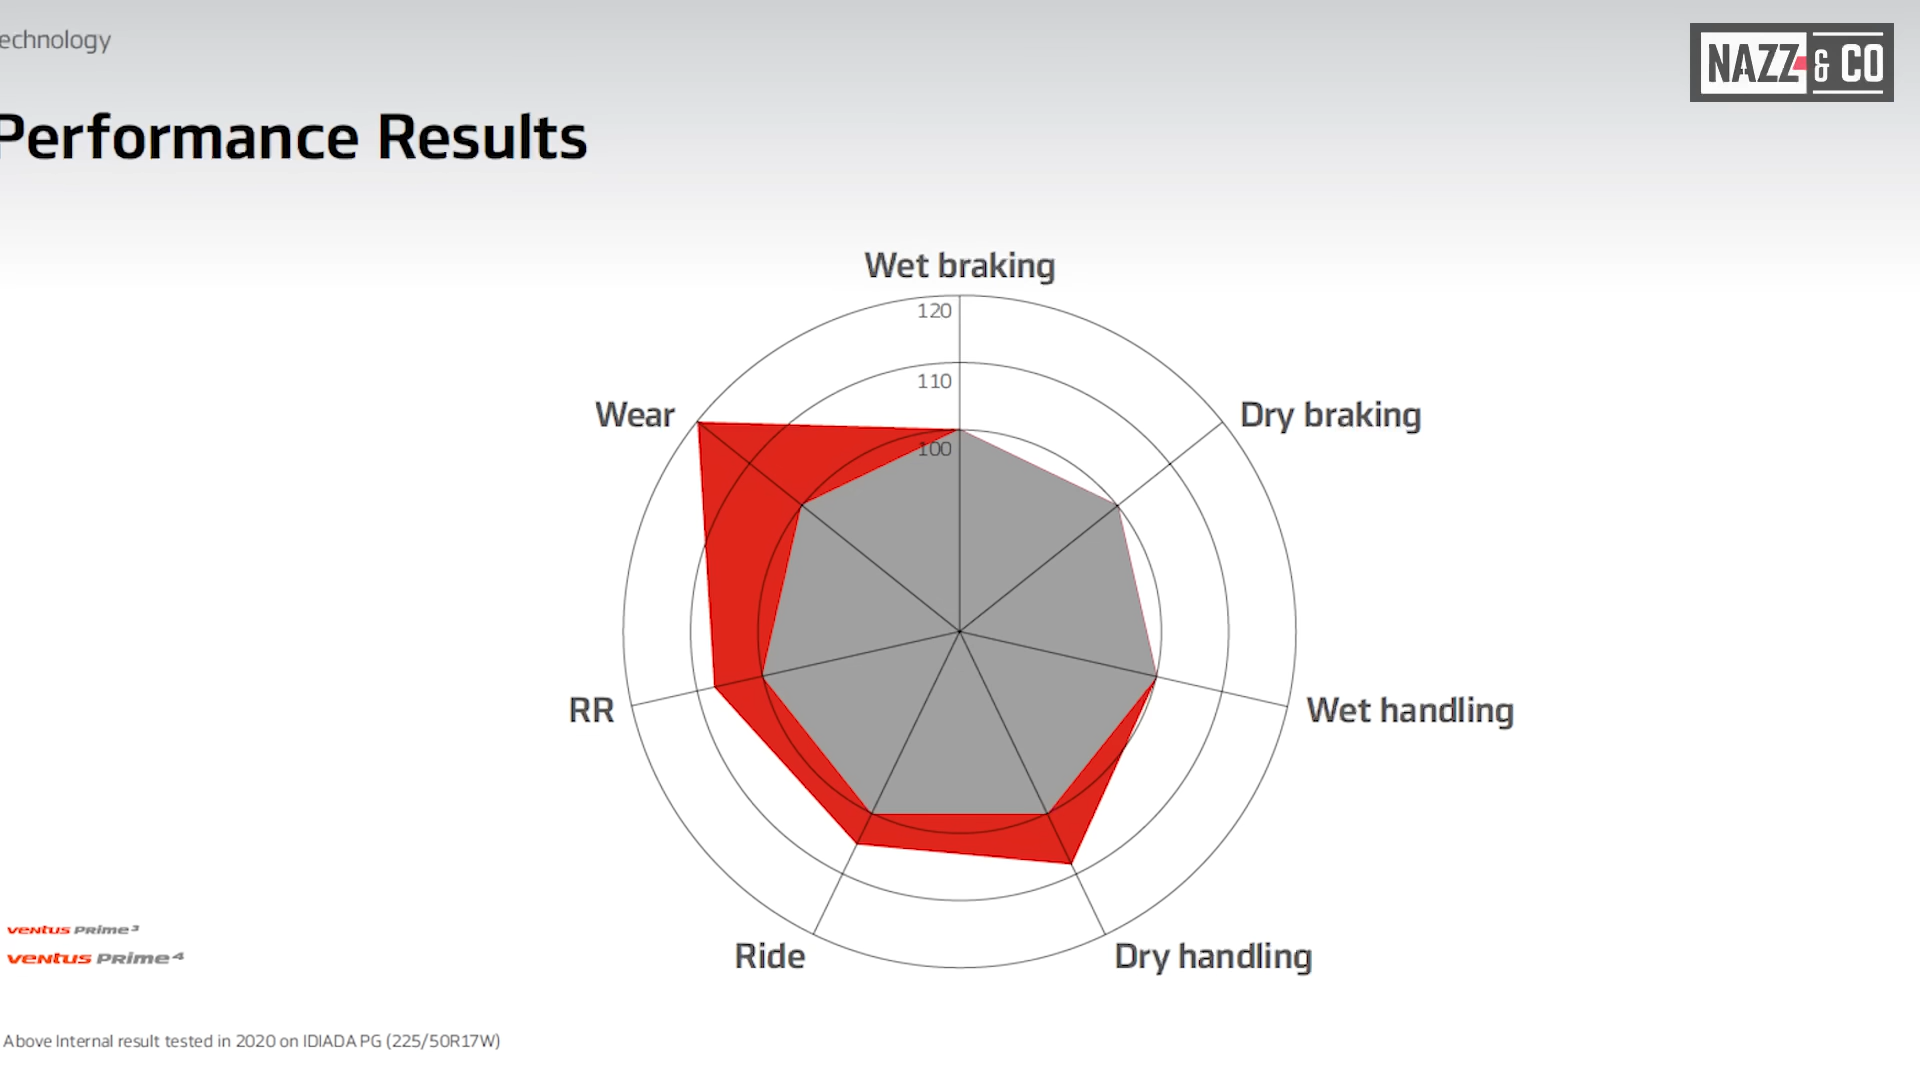 echnology
NAZZ & CO
Performance Results
Wet braking
120
110
100
Wear
Dry braking
RR
Wet handling
Ride
Dry handling
ventus Prime³
ventus Prime⁴
Above Internal result tested in 2020 on IDIADA PG (225/50R17W)